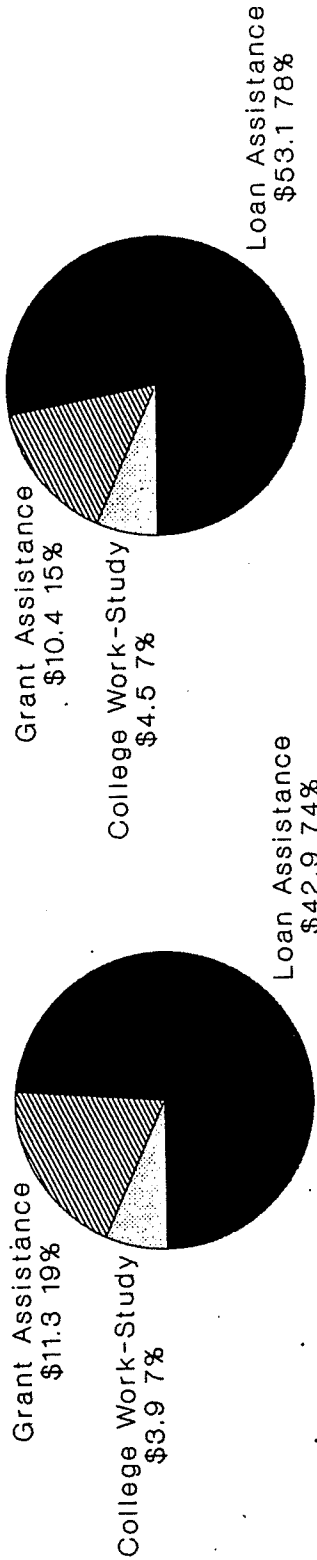 Grant Assistance
$11.3 19%
College Work-Study
$3.9 7%
Loan Assistance
$42.9 74%
Grant Assistance
$10.4 15%
College Work-Study
$4.5 7%
Loan Assistance
$53.1 78%